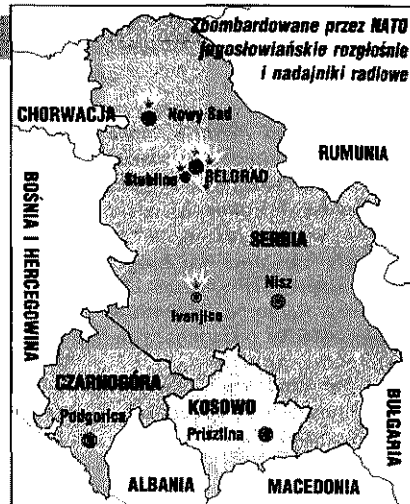 Zbombardowane przez NATO
jugosłowiańskie rozgłośnie
i nadajniki radiowe
CHORWACJA
Nowy Sad
RUMUNIA
Stubline
BELGRAD
BOŚNIA I HERCEGOWINA
SERBIA
Nisz
Ivanjica
CZARNOGÓRA
KOSOWO
BUŁGARIA
Podgorica
Prisztina
ALBANIA
MACEDONIA